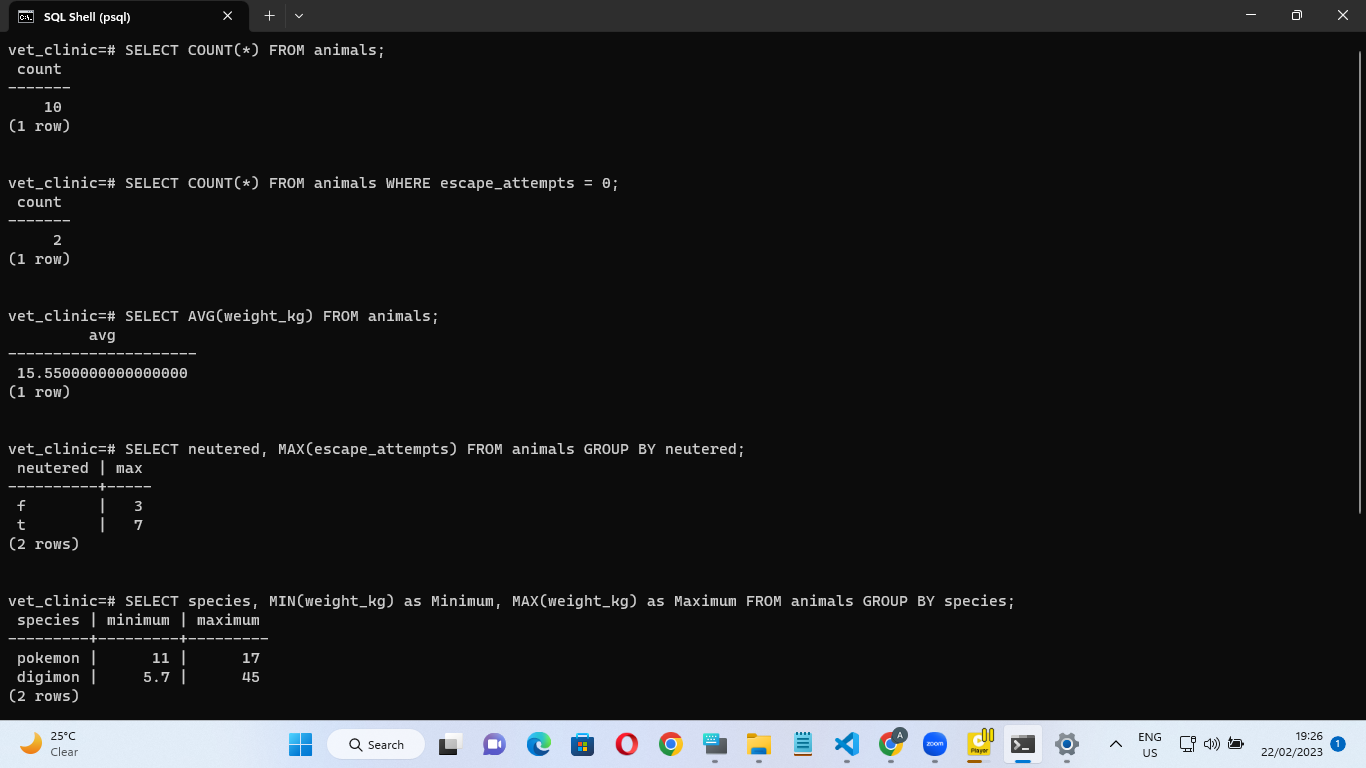 SQL Shell (psql)
vet_clinic=# SELECT COUNT(*) FROM animals;
 count
-------
    10
(1 row)
vet_clinic=# SELECT COUNT(*) FROM animals WHERE escape_attempts = 0;
 count
-------
     2
(1 row)
vet_clinic=# SELECT AVG(weight_kg) FROM animals;
         avg
---------------------
 15.5500000000000000
(1 row)
vet_clinic=# SELECT neutered, MAX(escape_attempts) FROM animals GROUP BY neutered;
 neutered | max
----------+-----
 f        |   3
 t        |   7
(2 rows)
vet_clinic=# SELECT species, MIN(weight_kg) as Minimum, MAX(weight_kg) as Maximum FROM animals GROUP BY species;
 species | minimum | maximum
---------+---------+---------
 pokemon |      11 |      17
 digimon |     5.7 |      45
(2 rows)
25°C
Clear
Search
A
zoom
Player
ENG
US
19:26
22/02/2023
1